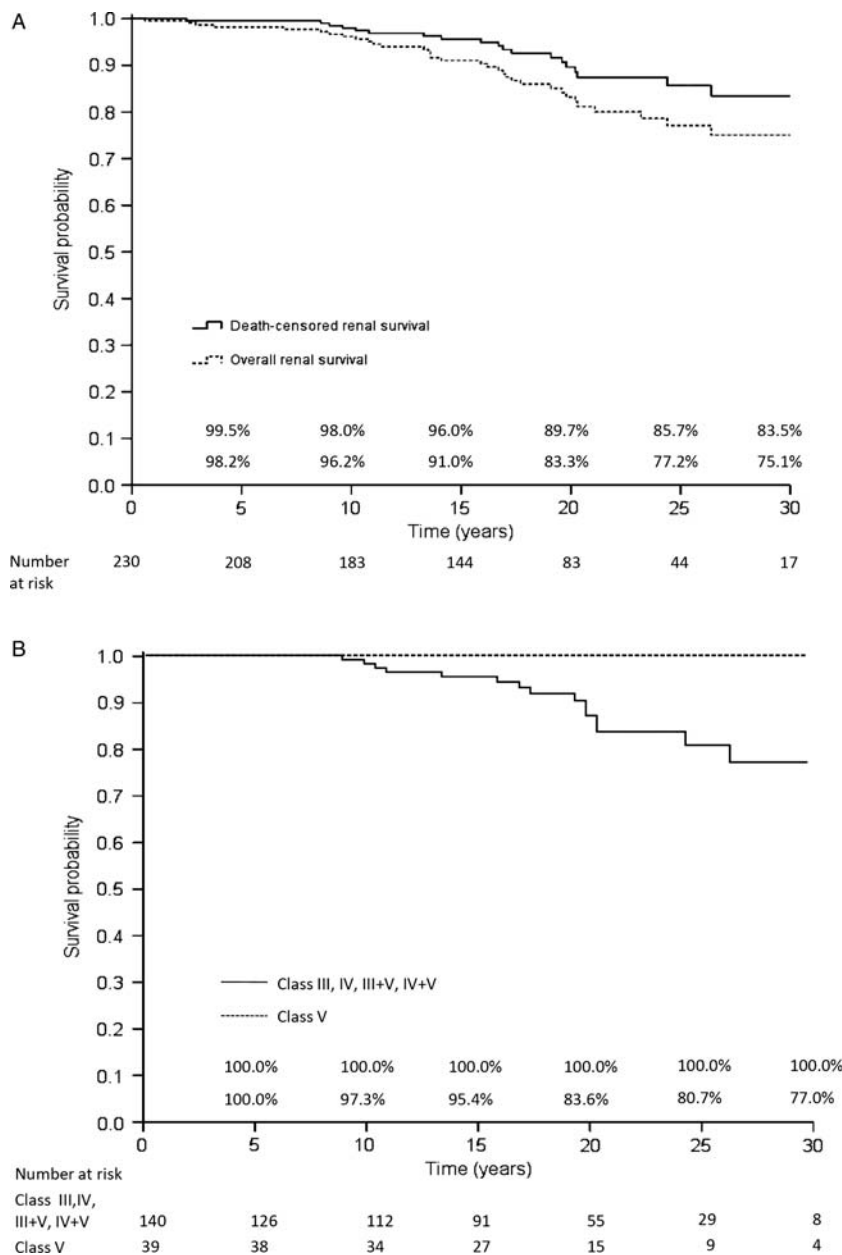 A
1.0
0.9
0.8
0.7
0.6
0.5
0.4
0.3
0.2
0.1
0.0
Survival probability
Death-censored renal survival
Overall renal survival
99.5% 98.0% 96.0% 89.7% 85.7% 83.5%
98.2% 96.2% 91.0% 83.3% 77.2% 75.1%
0 5 10 15 20 25 30
Time (years)
Number at risk 230 208 183 144 83 44 17
B
1.0
0.9
0.8
0.7
0.6
0.5
0.4
0.3
0.2
0.1
0.0
Survival probability
Class III, IV, III+V, IV+V
Class V
100.0% 100.0% 100.0% 100.0% 100.0% 100.0%
100.0% 97.3% 95.4% 83.6% 80.7% 77.0%
0 5 10 15 20 25 30
Time (years)
Number at risk
Class III,IV,
III+V, IV+V 140 126 112 91 55 29 8
Class V 39 38 34 27 15 9 4